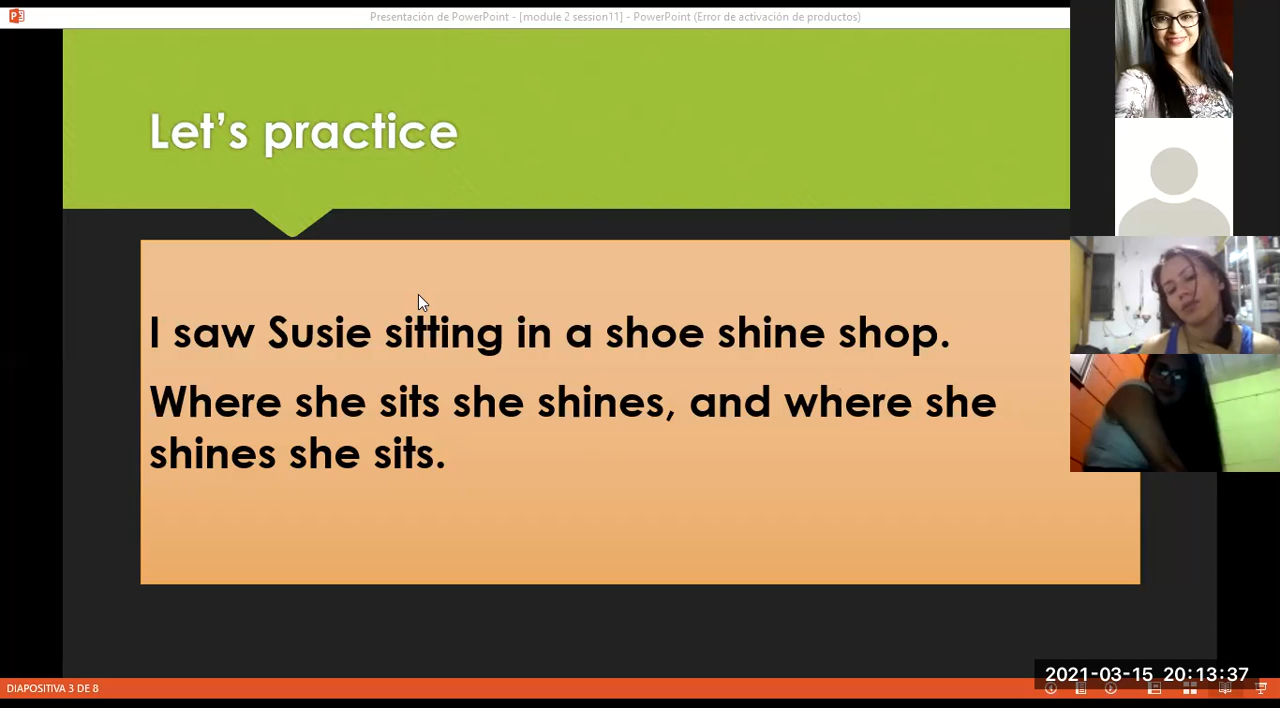 Presentación de PowerPoint - [module 2 session11] - PowerPoint (Error de activación de productos)
Let's practice
I saw Susie sitting in a shoe shine shop.
Where she sits she shines, and where she
shines she sits.
2021-03-15 20:13:37
DIAPOSITIVA 3 DE 8